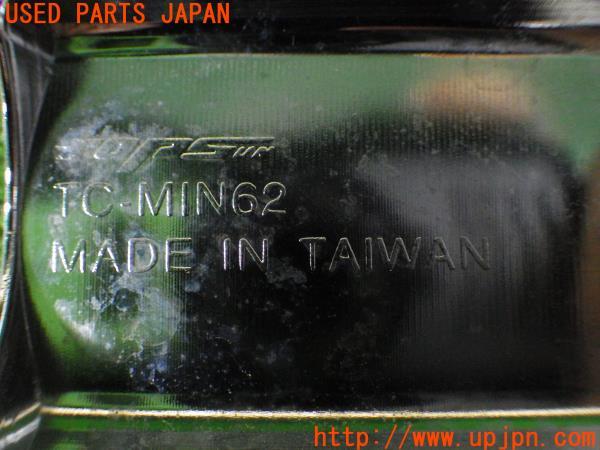 USED PARTS JAPAN
TC-MIN62
MADE IN TAIWAN
http://www.upjpn.com